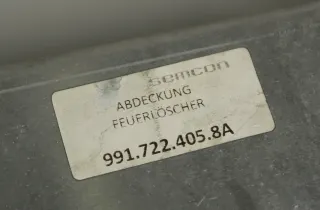 semcon
ABDECKUNG
FEUERLÖSCHER
991.722.405.8A